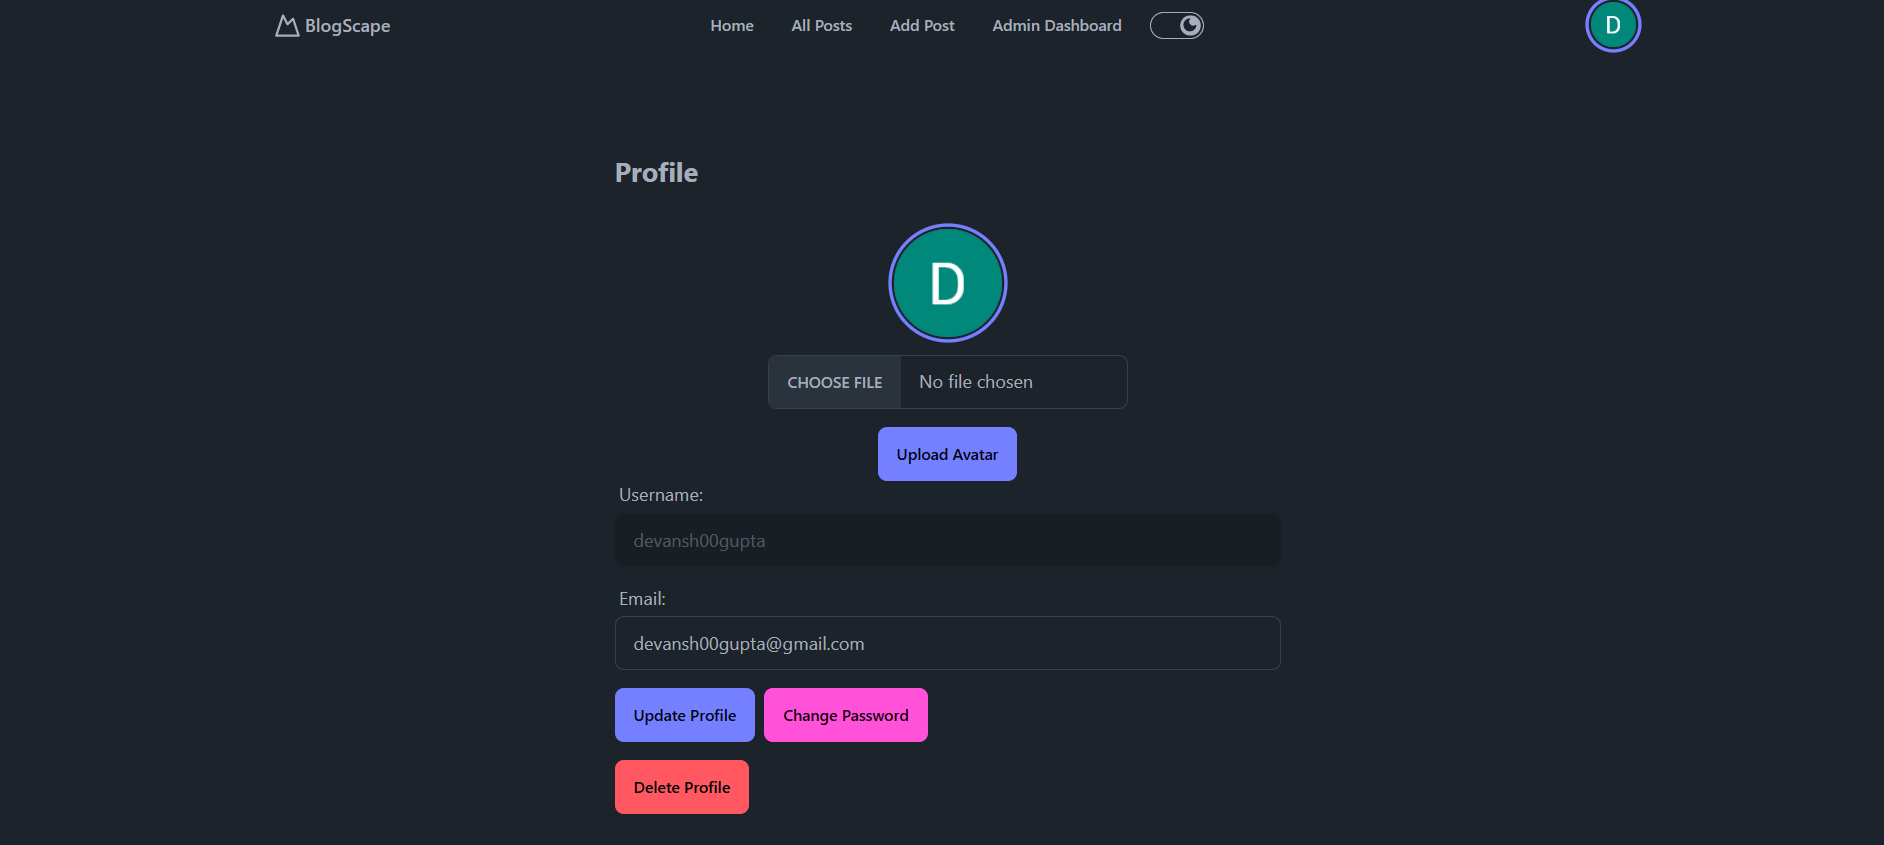 BlogScape Home All Posts Add Post Admin Dashboard D
Profile
D
CHOOSE FILE No file chosen
Upload Avatar
Username:
devansh00gupta
Email:
devansh00gupta@gmail.com
Update Profile Change Password
Delete Profile